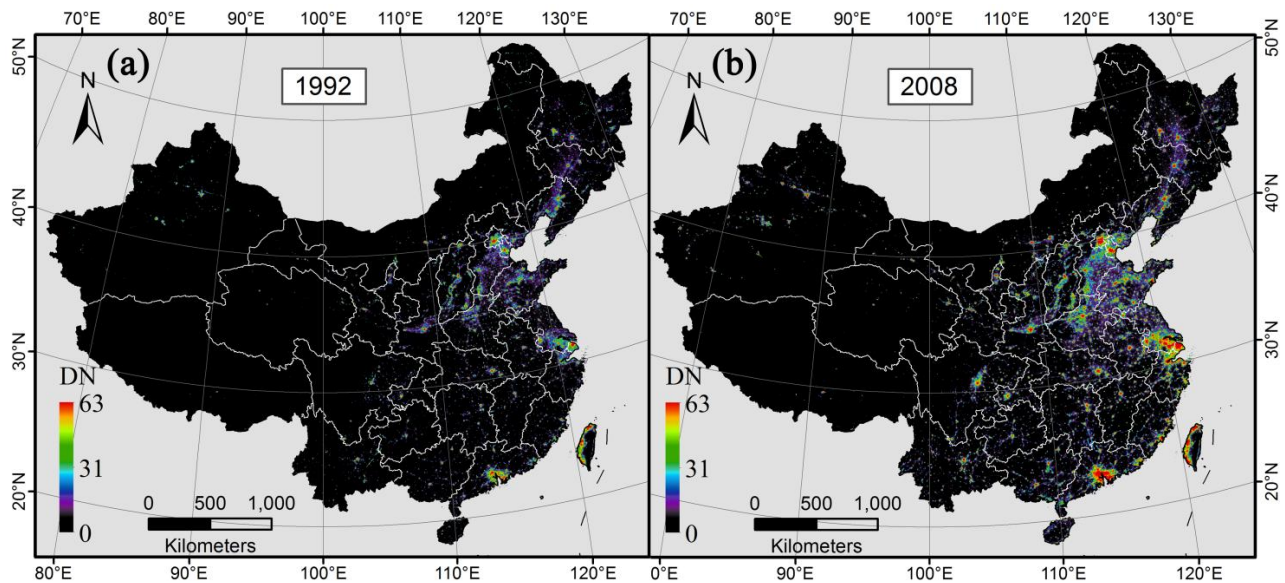 70°E 80°E 90°E 100°E 110°E 120°E 130°E
70°E 80°E 90°E 100°E 110°E 120°E 130°E
(a)
1992
N
50°N
40°N
30°N
20°N
DN
63
31
0
0 500 1,000
Kilometers
80°E 90°E 100°E 110°E 120°E
(b)
2008
N
50°N
40°N
30°N
20°N
DN
63
31
0
0 500 1,000
Kilometers
0°E 90°E 100°E 110°E 120°E